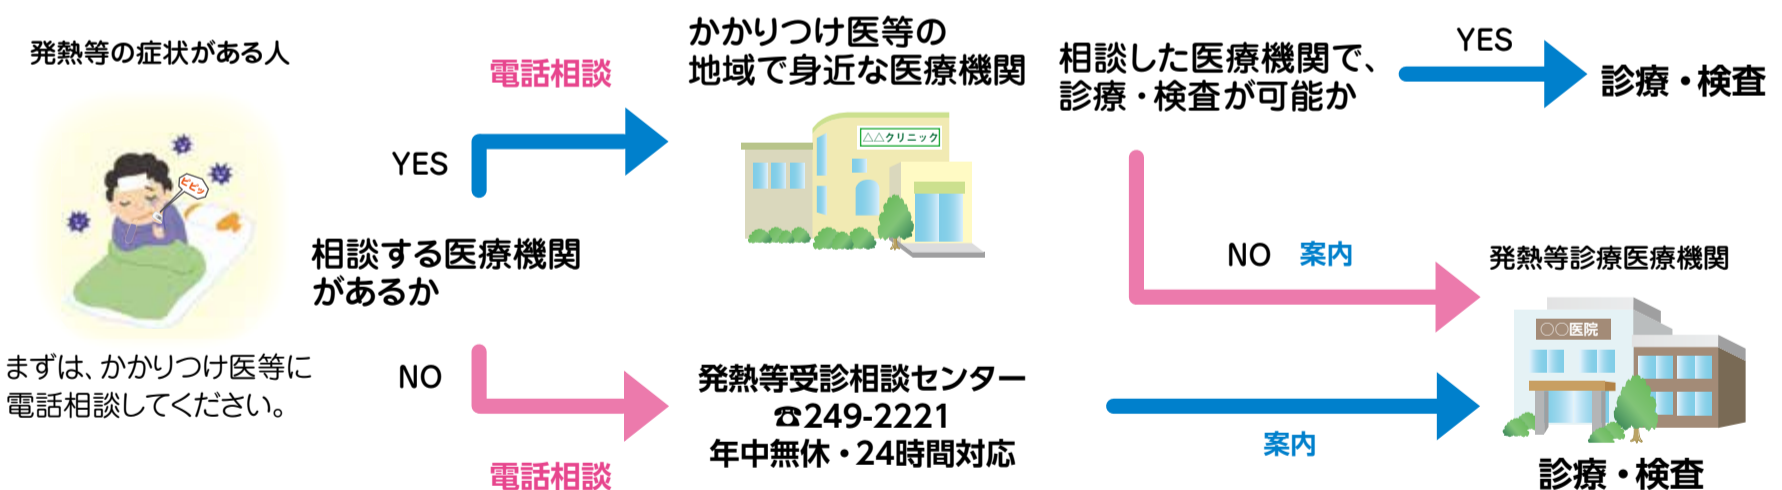 発熱等の症状がある人
ピピッ
まずは、かかりつけ医等に
電話相談してください。
相談する医療機関
があるか
YES
電話相談
かかりつけ医等の
地域で身近な医療機関
△△クリニック
相談した医療機関で、
診療・検査が可能か
YES
診療・検査
NO 案内
発熱等診療医療機関
〇〇医院
診療・検査
NO
電話相談
発熱等受診相談センター
☎249-2221
年中無休・24時間対応
案内